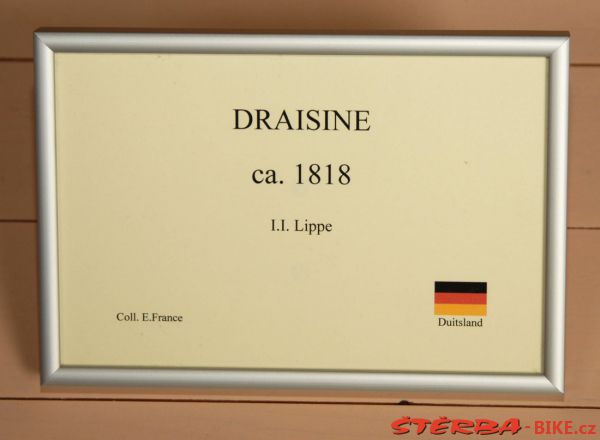 DRAISINE
ca. 1818
I.I. Lippe
Coll. E.France
Duitsland
ŠTĚRBA-BIKE.cz